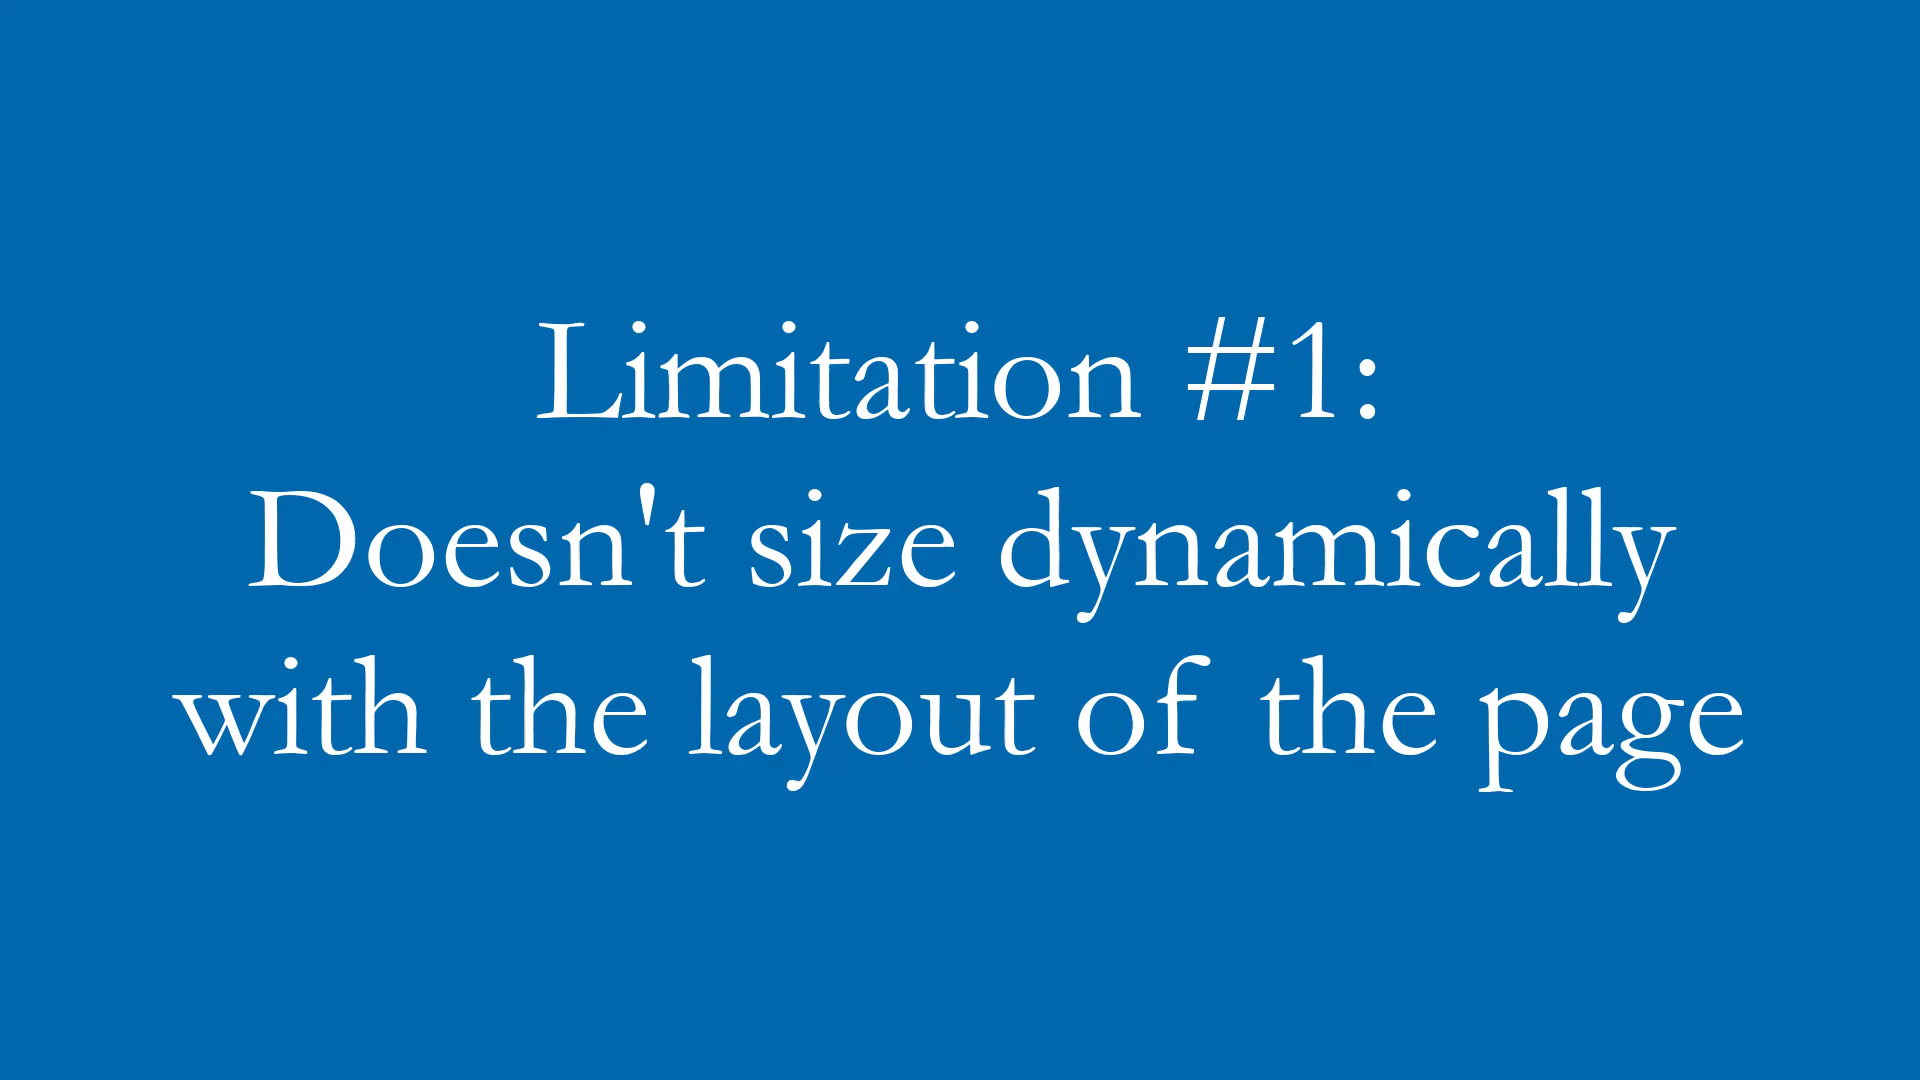 Limitation #1:
Doesn't size dynamically
with the layout of the page